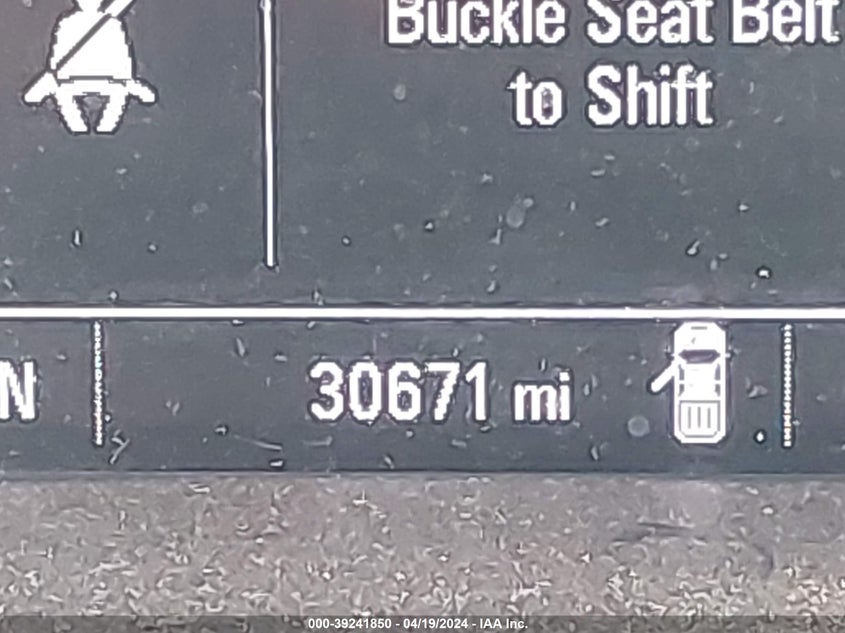 Buckle Seat Belt
to Shift
N
30671 mi
000-39241850 - 04/19/2024 - IAA Inc.